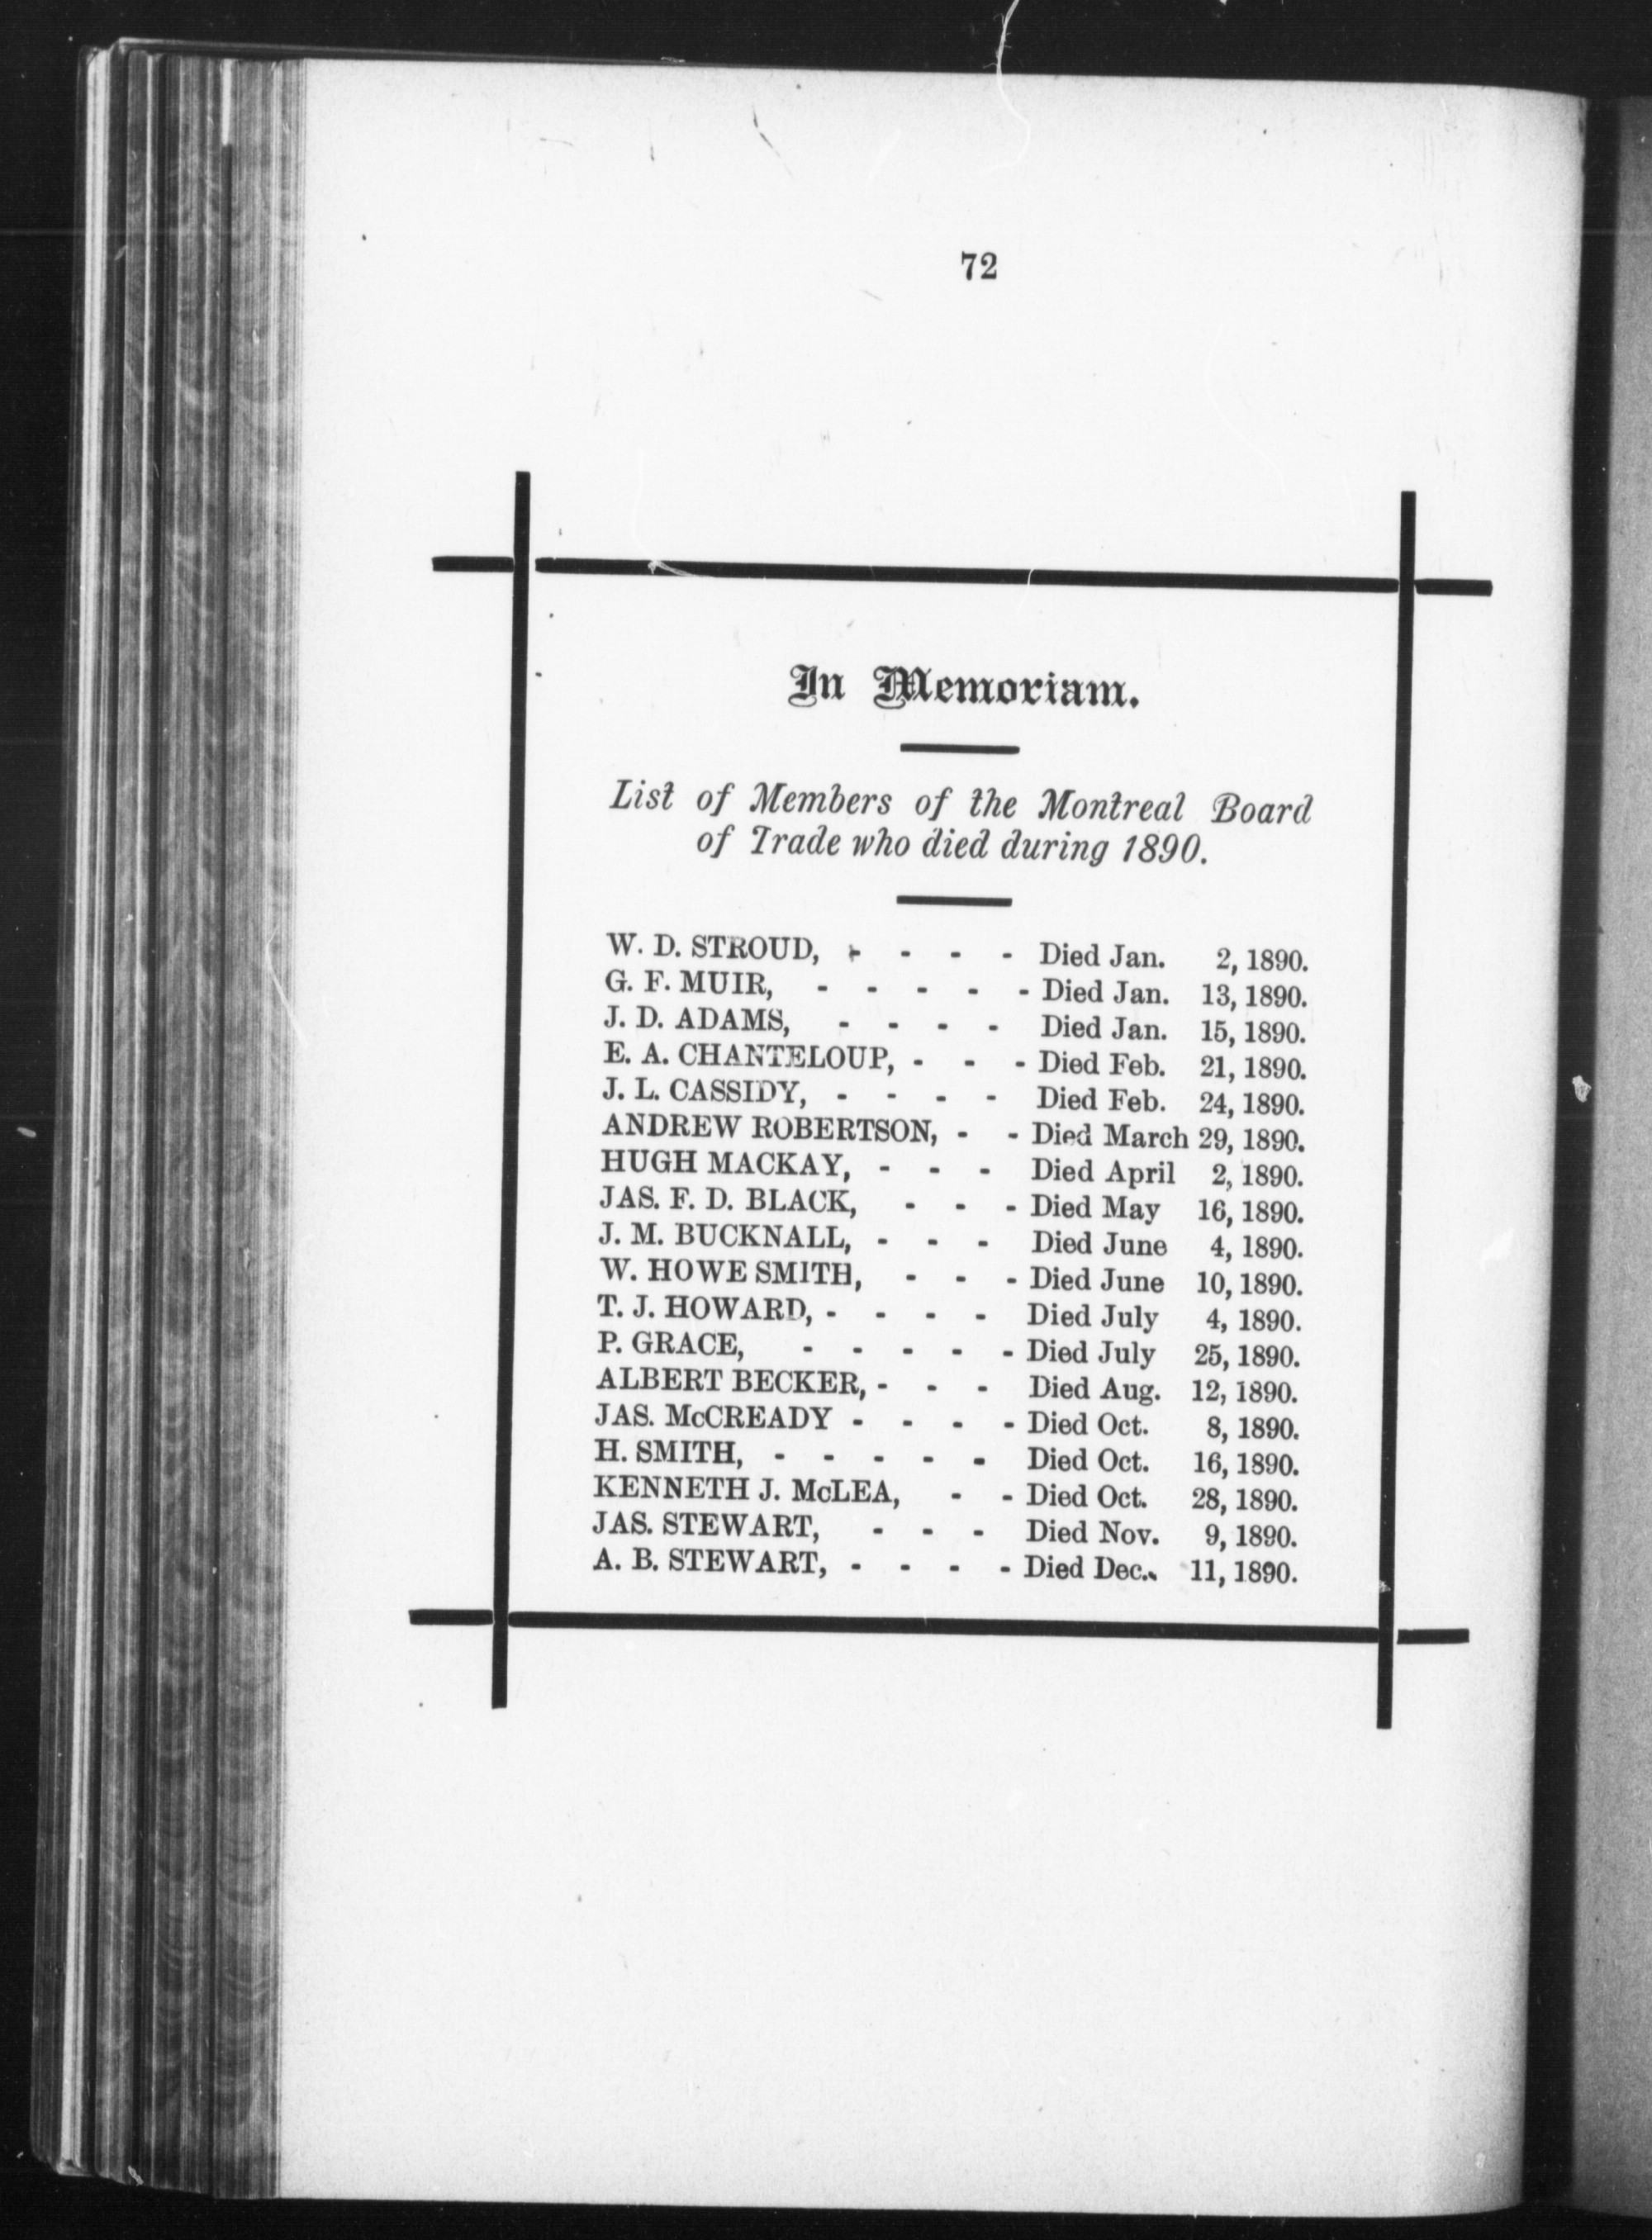 72
In Memoriam.
List of Members of the Montreal Board
of Trade who died during 1890.
W. D. STROUD, - - - - Died Jan. 2, 1890.
G. F. MUIR, - - - - - Died Jan. 13, 1890.
J. D. ADAMS, - - - - Died Jan. 15, 1890.
E. A. CHANTELOUP, - - - Died Feb. 21, 1890.
J. L. CASSIDY, - - - - Died Feb. 24, 1890.
ANDREW ROBERTSON, - - Died March 29, 1890.
HUGH MACKAY, - - - Died April 2, 1890.
JAS. F. D. BLACK, - - - Died May 16, 1890.
J. M. BUCKNALL, - - - Died June 4, 1890.
W. HOWE SMITH, - - - Died June 10, 1890.
T. J. HOWARD, - - - - Died July 4, 1890.
P. GRACE, - - - - - Died July 25, 1890.
ALBERT BECKER, - - - Died Aug. 12, 1890.
JAS. McCREADY - - - - Died Oct. 8, 1890.
H. SMITH, - - - - - Died Oct. 16, 1890.
KENNETH J. McLEA, - - Died Oct. 28, 1890.
JAS. STEWART, - - - Died Nov. 9, 1890.
A. B. STEWART, - - - - Died Dec. 11, 1890.